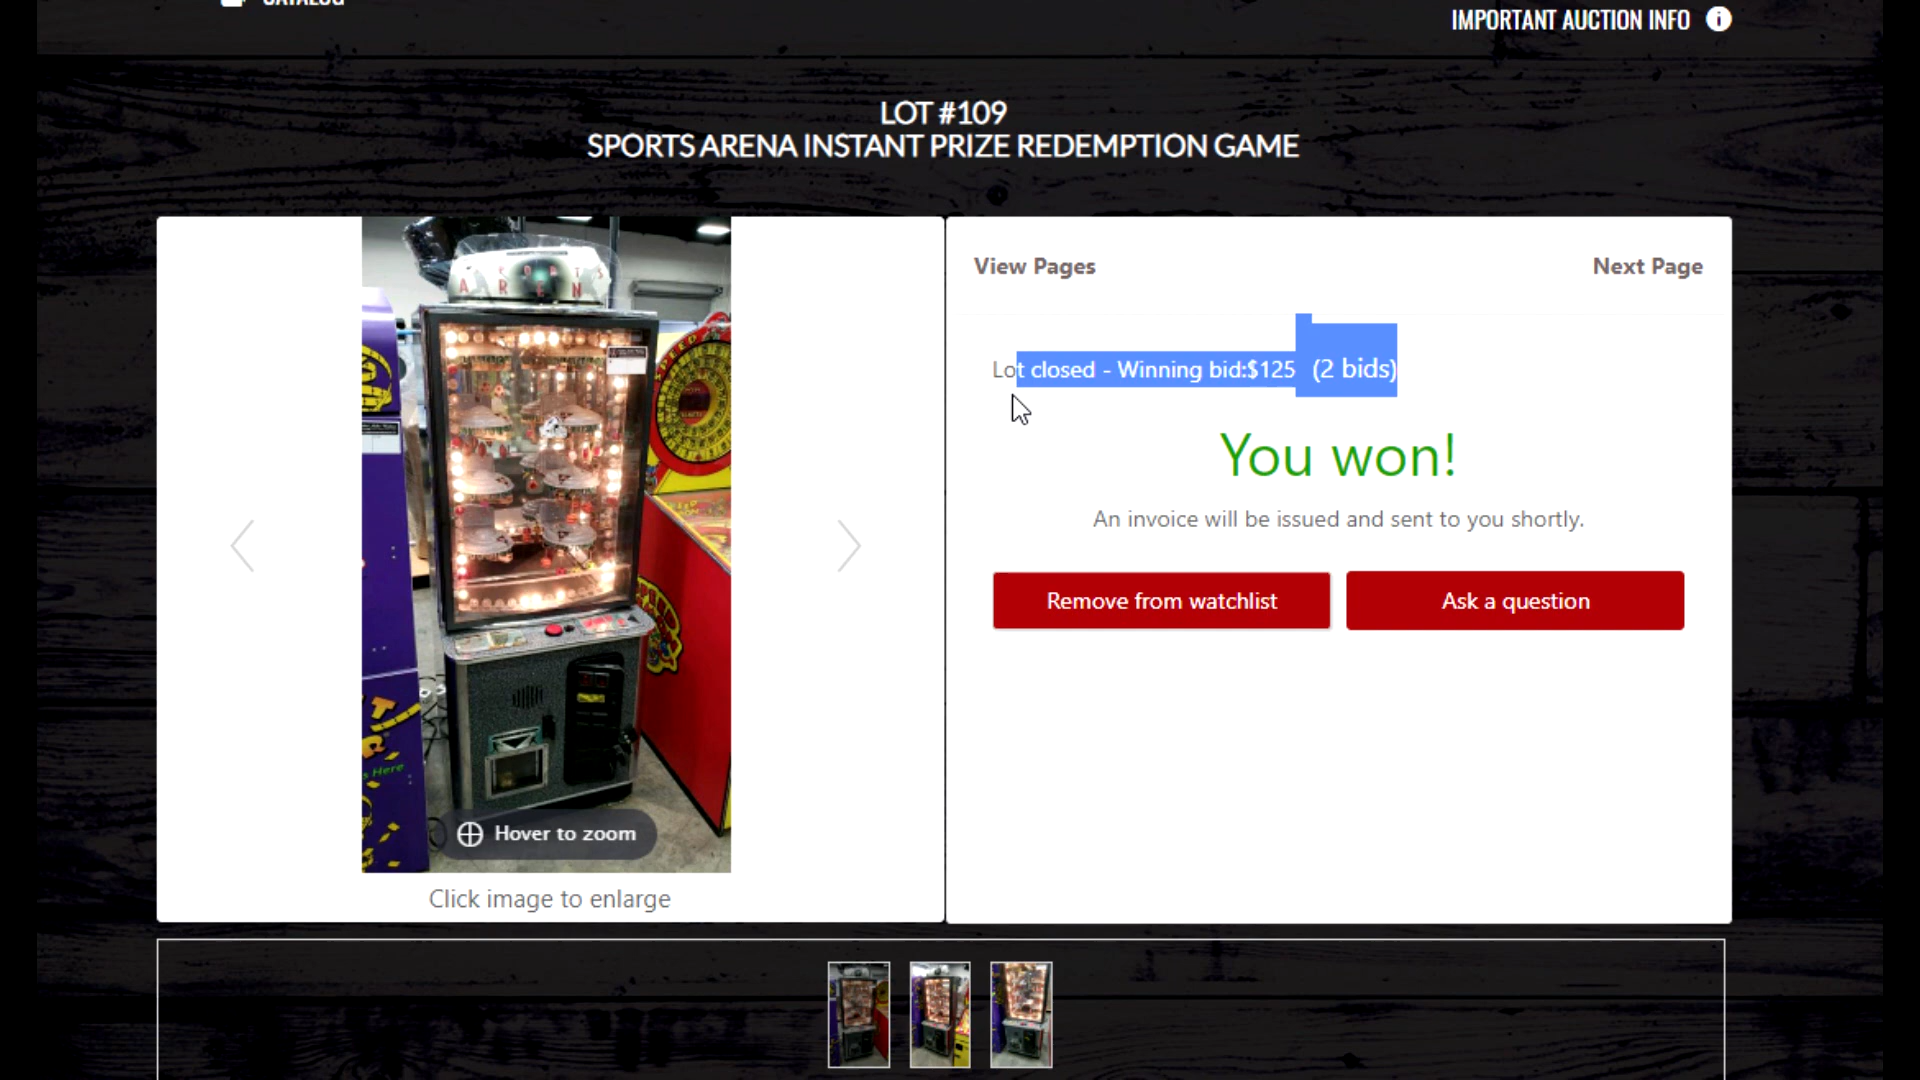 CATALOG
IMPORTANT AUCTION INFO
LOT #109
SPORTS ARENA INSTANT PRIZE REDEMPTION GAME
View Pages
Next Page
Lot closed - Winning bid:$125 (2 bids)
You won!
An invoice will be issued and sent to you shortly.
Remove from watchlist
Ask a question
Hover to zoom
Click image to enlarge